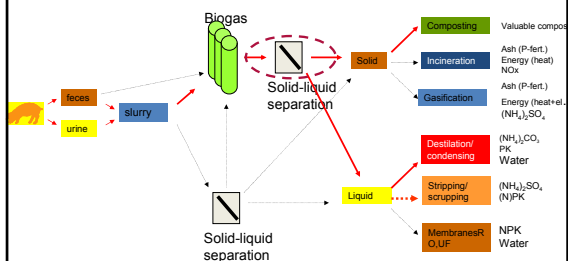 Biogas
Composting
Valuable compos
feces
urine
slurry
Solid-liquid
separation
Solid
Incineration
Ash (P-fert.)
Energy (heat)
NOx
Gasification
Ash (P-fert.)
Energy (heat+el.
(NH4)2SO4
Destilation/
condensing
(NH4)2CO3
PK
Water
Liquid
Stripping/
scrupping
(NH4)2SO4
(N)PK
Solid-liquid
separation
MembranesR
O,UF
NPK
Water